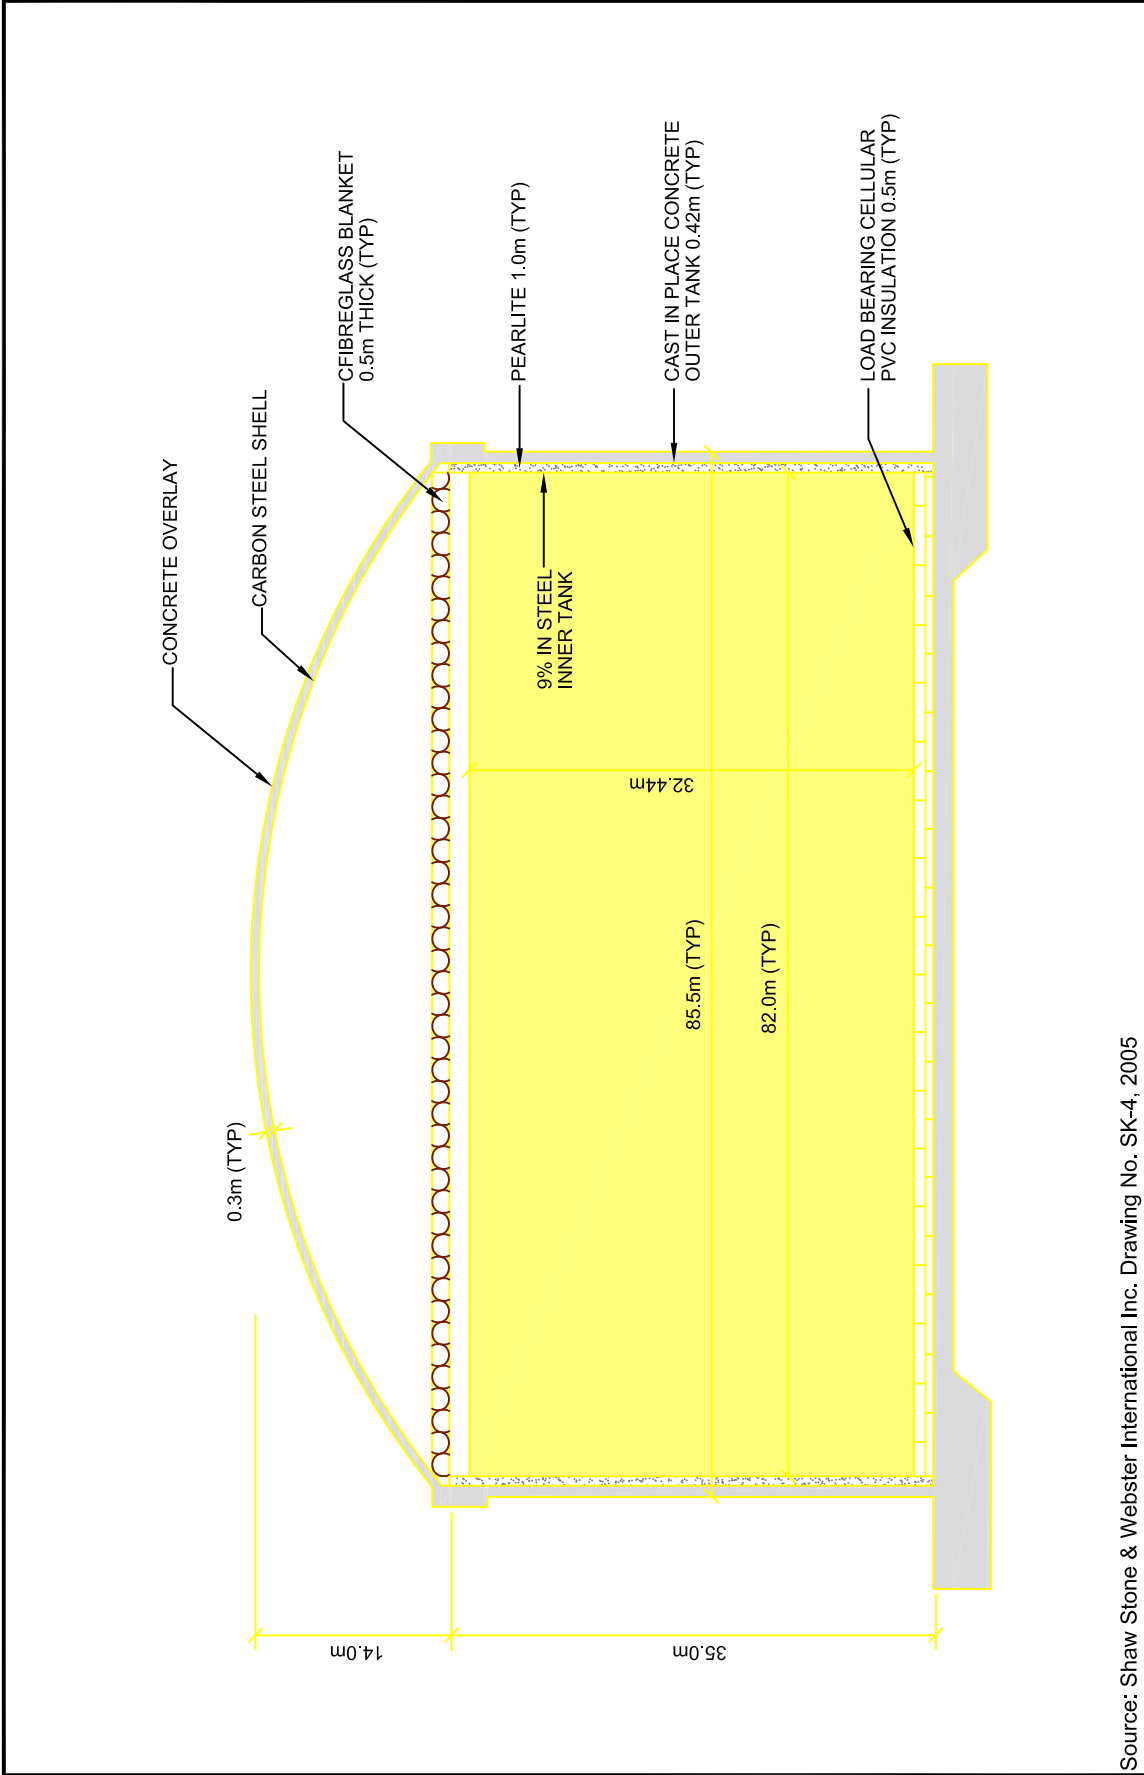 CONCRETE OVERLAY
CARBON STEEL SHELL
CFIBREGLASS BLANKET
0.5m THICK (TYP)
PEARLITE 1.0m (TYP)
9% IN STEEL
INNER TANK
CAST IN PLACE CONCRETE
OUTER TANK 0.42m (TYP)
LOAD BEARING CELLULAR
PVC INSULATION 0.5m (TYP)
0.3m (TYP)
32.44m
85.5m (TYP)
82.0m (TYP)
14.0m
35.0m
Source: Shaw Stone & Webster International Inc. Drawing No. SK-4, 2005